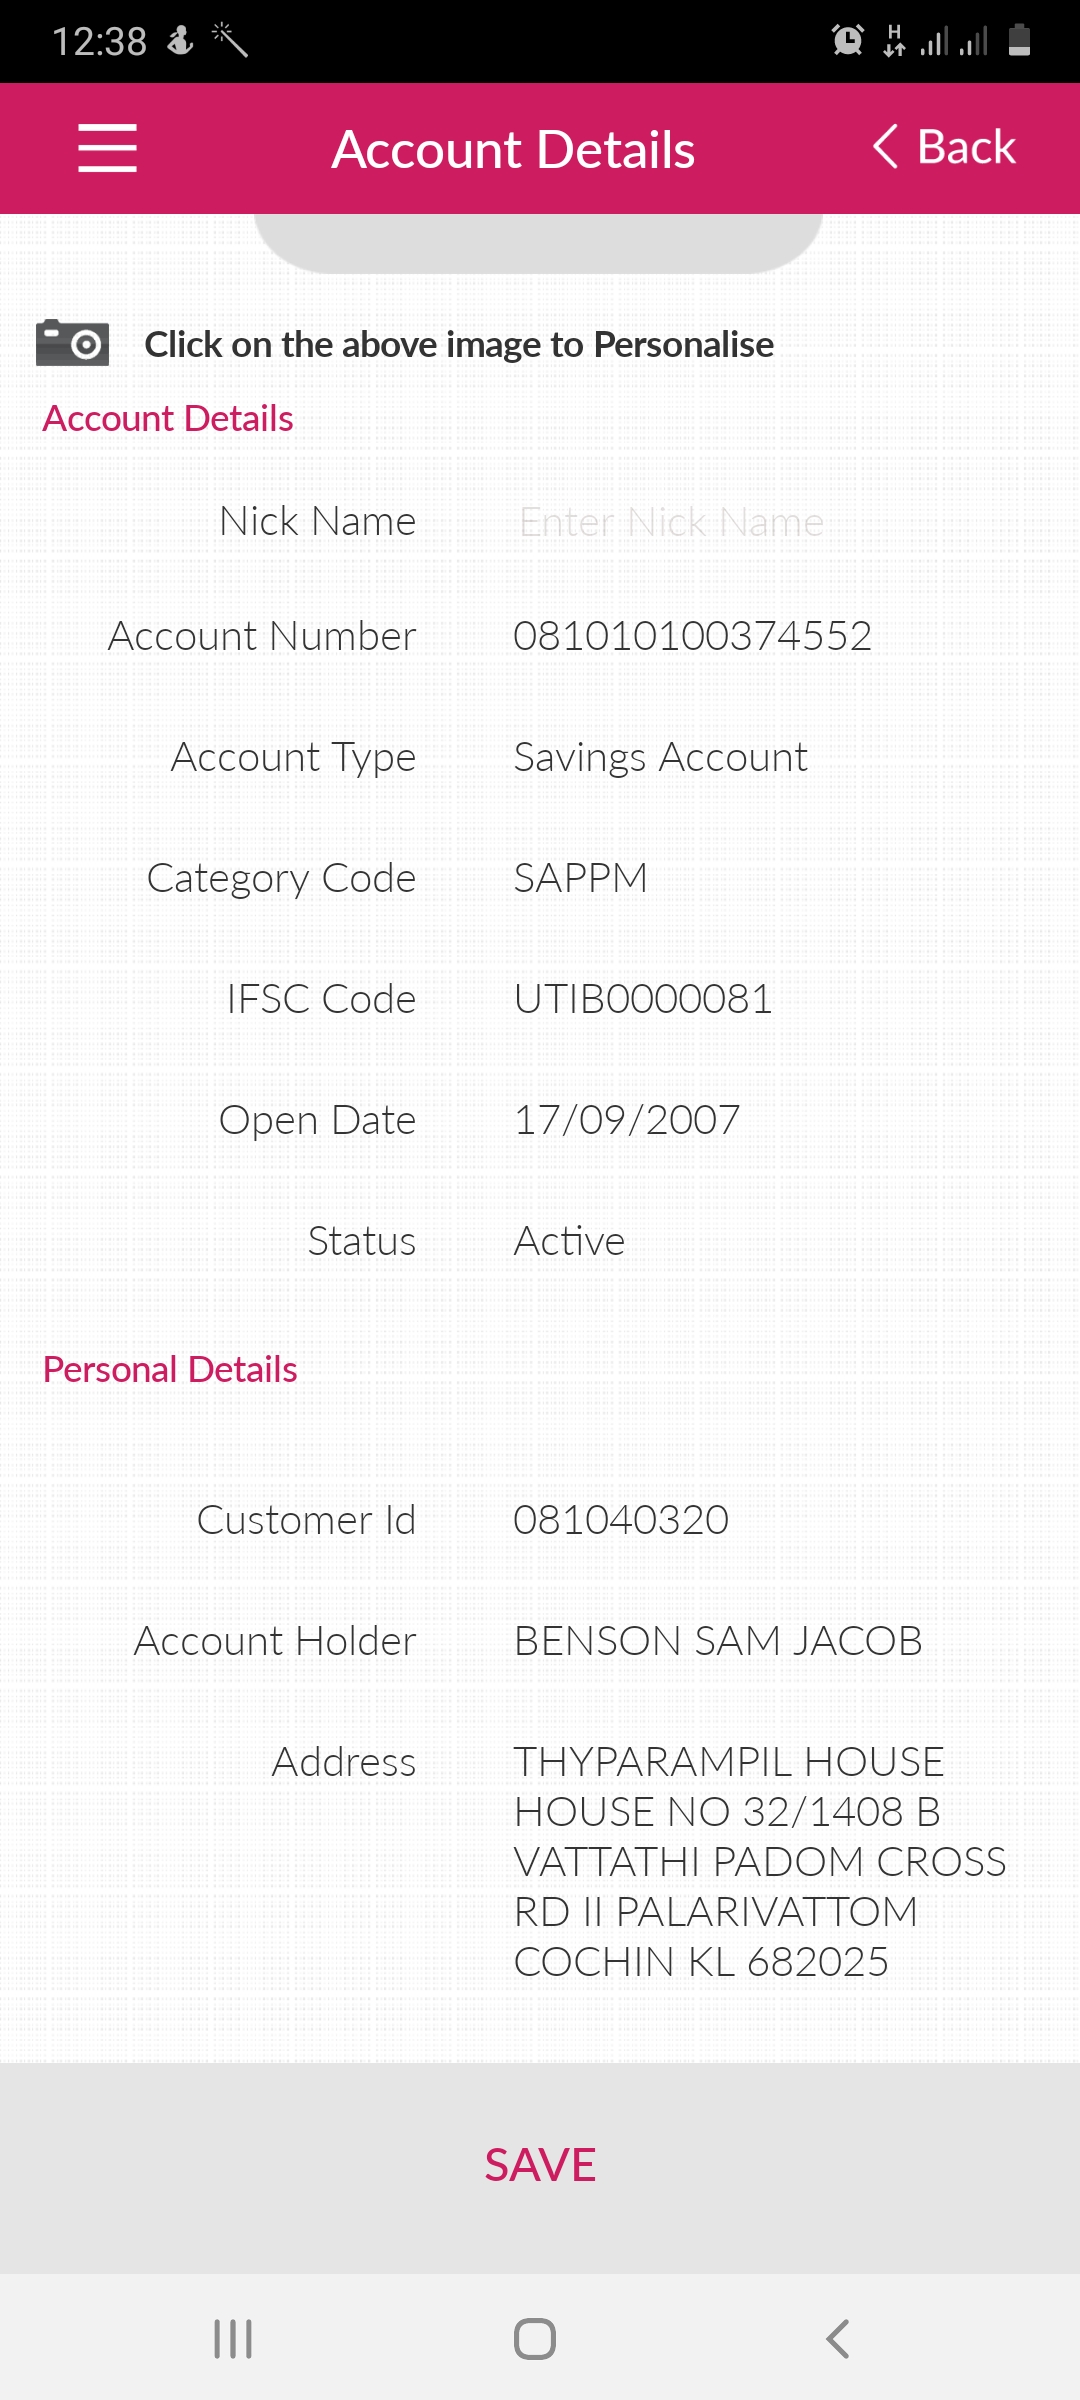 12:38
H
Account Details
Back
Click on the above image to Personalise
Account Details
Nick Name Enter Nick Name
Account Number 081010100374552
Account Type Savings Account
Category Code SAPPM
IFSC Code UTIB0000081
Open Date 17/09/2007
Status Active
Personal Details
Customer Id 081040320
Account Holder BENSON SAM JACOB
Address THYPARAMPIL HOUSE
HOUSE NO 32/1408 B
VATTATHI PADOM CROSS
RD II PALARIVATTOM
COCHIN KL 682025
SAVE